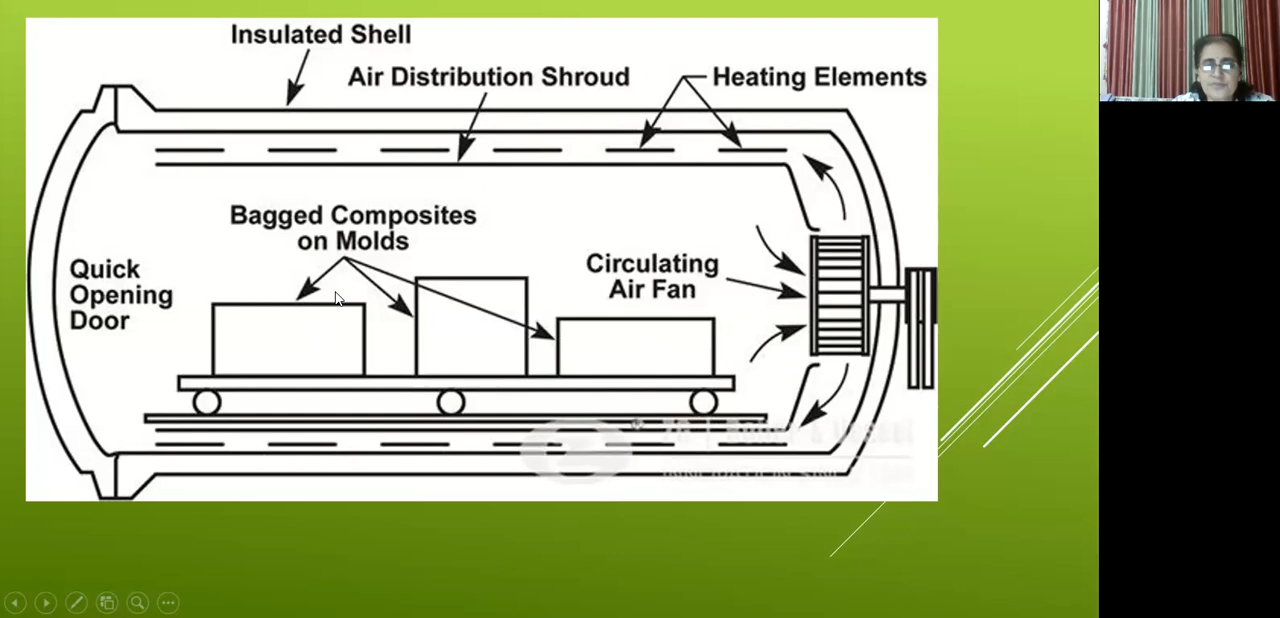 Insulated Shell
Air Distribution Shroud
Heating Elements
Bagged Composites
on Molds
Quick
Opening
Door
Circulating
Air Fan